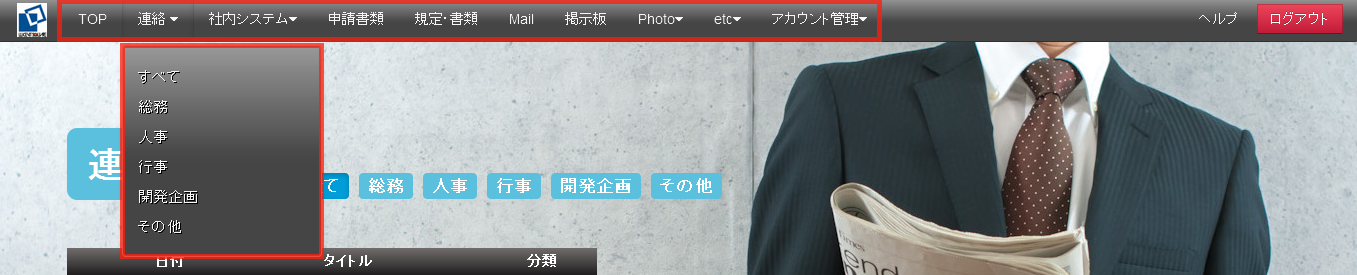 TOP 連絡 社内システム 申請書類 規定・書類 Mail 掲示板 Photo etc アカウント管理 ヘルプ ログアウト
すべて
総務
人事
行事
開発企画
その他
連
て 総務 人事 行事 開発企画 その他
日付 タイトル 分類
Times
end